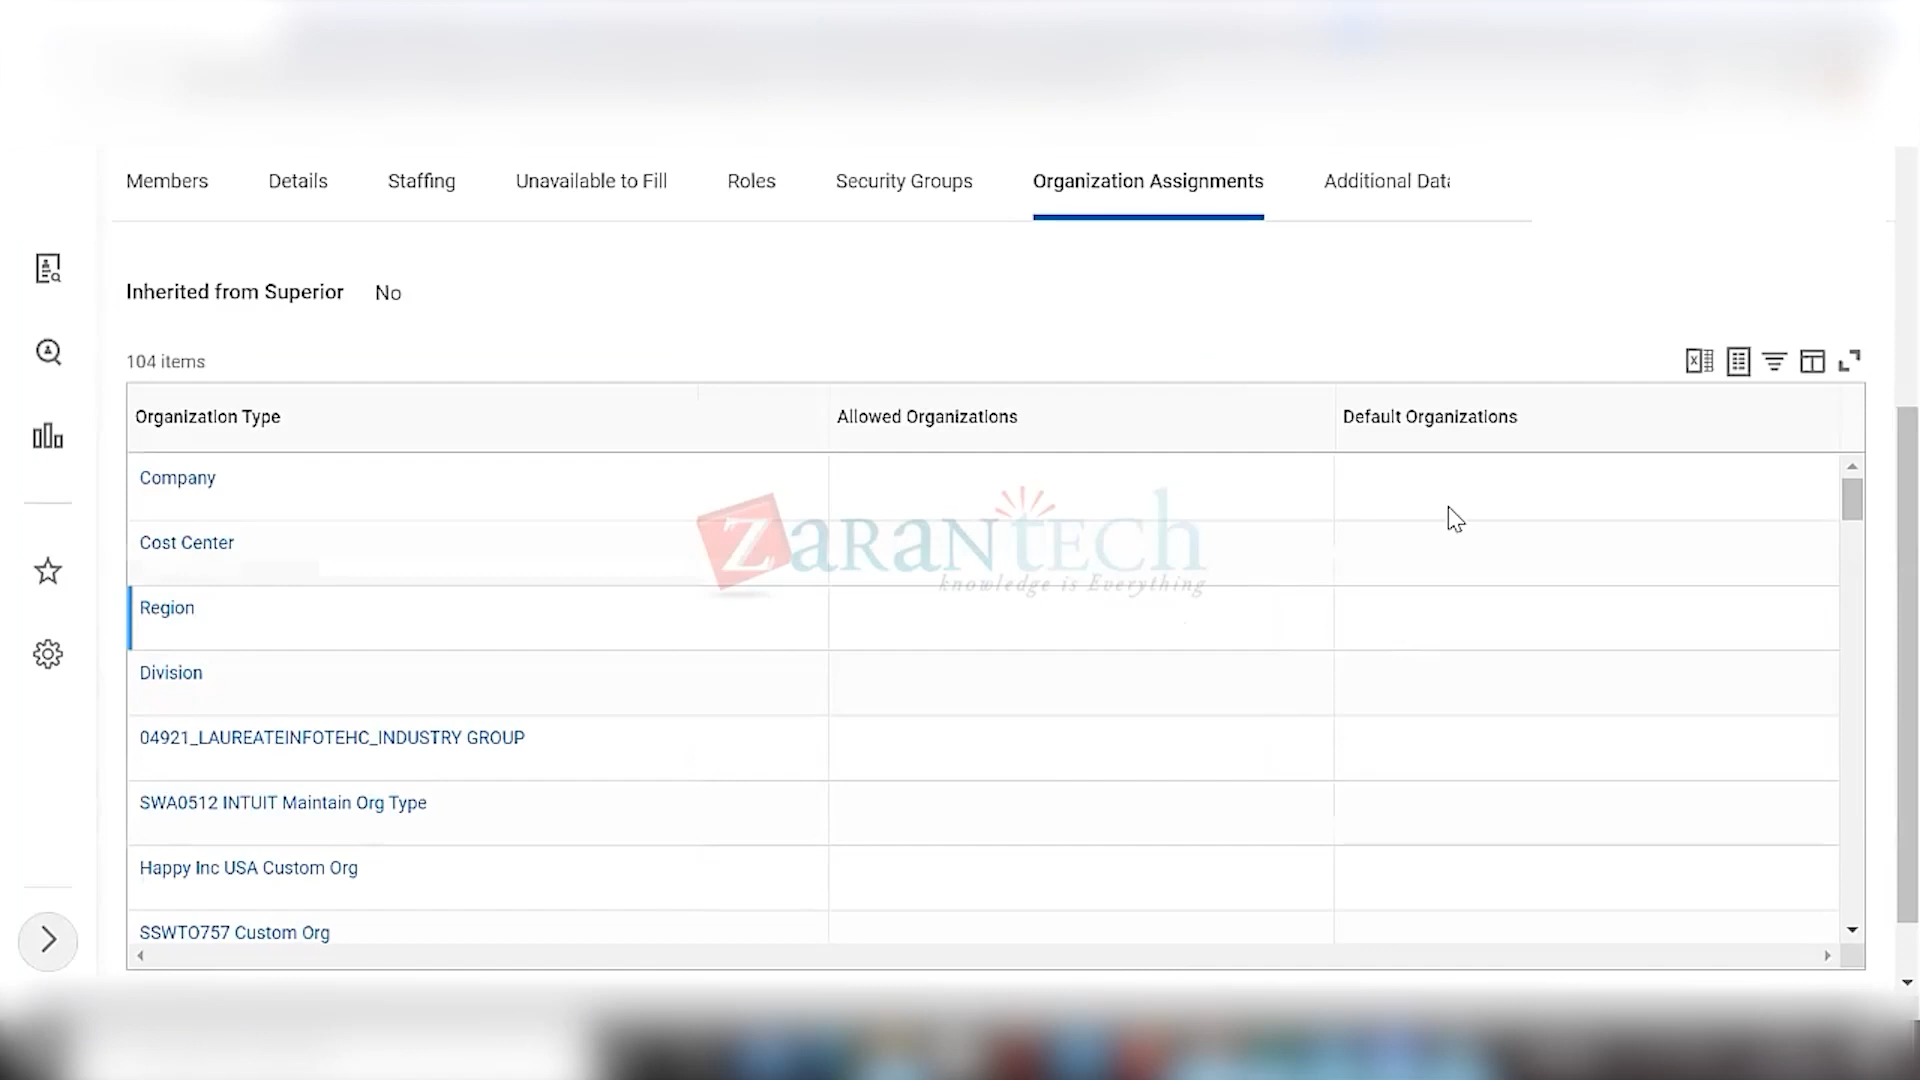 Members Details Staffing Unavailable to Fill Roles Security Groups Organization Assignments Additional Data
Inherited from Superior No
104 items
Organization Type Allowed Organizations Default Organizations
Company
Cost Center
Region
Division
04921_LAUREATEINFOTEHC_INDUSTRY GROUP
SWA0512 INTUIT Maintain Org Type
Happy Inc USA Custom Org
SSWTO757 Custom Org
ZaranTech
knowledge is Everything